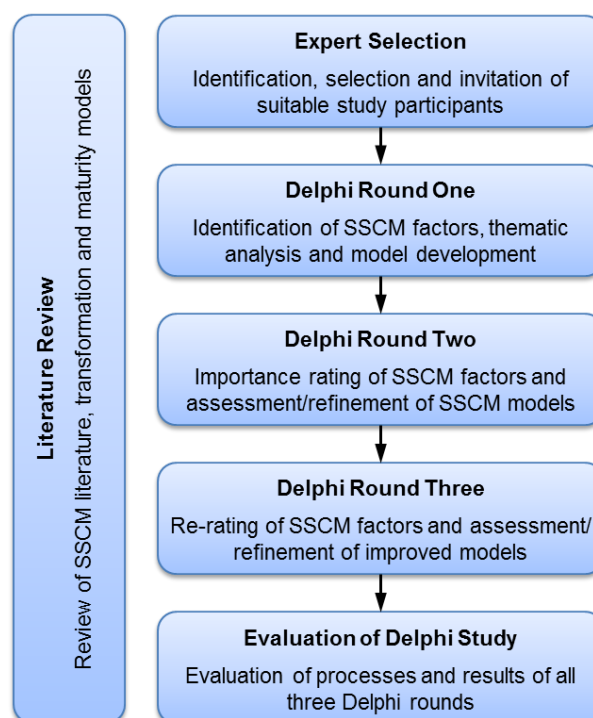 Literature Review
Review of SSCM literature, transformation and maturity models
Expert Selection
Identification, selection and invitation of
suitable study participants
Delphi Round One
Identification of SSCM factors, thematic
analysis and model development
Delphi Round Two
Importance rating of SSCM factors and
assessment/refinement of SSCM models
Delphi Round Three
Re-rating of SSCM factors and assessment/
refinement of improved models
Evaluation of Delphi Study
Evaluation of processes and results of all
three Delphi rounds